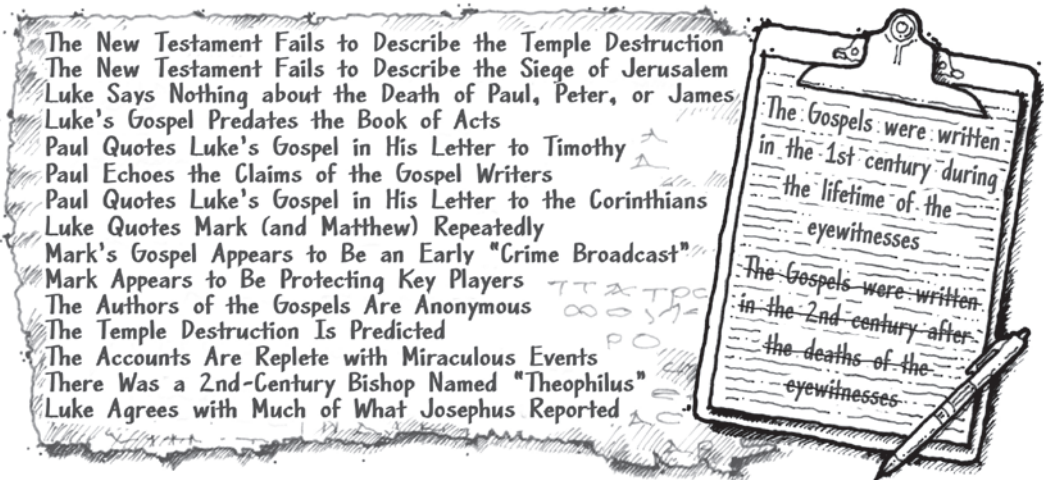 The New Testament Fails to Describe the Temple Destruction
The New Testament Fails to Describe the Siege of Jerusalem
Luke Says Nothing about the Death of Paul, Peter, or James
Luke's Gospel Predates the Book of Acts
Paul Quotes Luke's Gospel in His Letter to Timothy
Paul Echoes the Claims of the Gospel Writers
Paul Quotes Luke's Gospel in His Letter to the Corinthians
Luke Quotes Mark (and Matthew) Repeatedly
Mark's Gospel Appears to Be an Early "Crime Broadcast"
Mark Appears to Be Protecting Key Players
The Authors of the Gospels Are Anonymous
The Temple Destruction Is Predicted
The Accounts Are Replete with Miraculous Events
There Was a 2nd-Century Bishop Named "Theophilus"
Luke Agrees with Much of What Josephus Reported
The Gospels were written
in the 1st century during
the lifetime of the
eyewitnesses
The Gospels were written
in the 2nd century after
the deaths of the
eyewitnesses